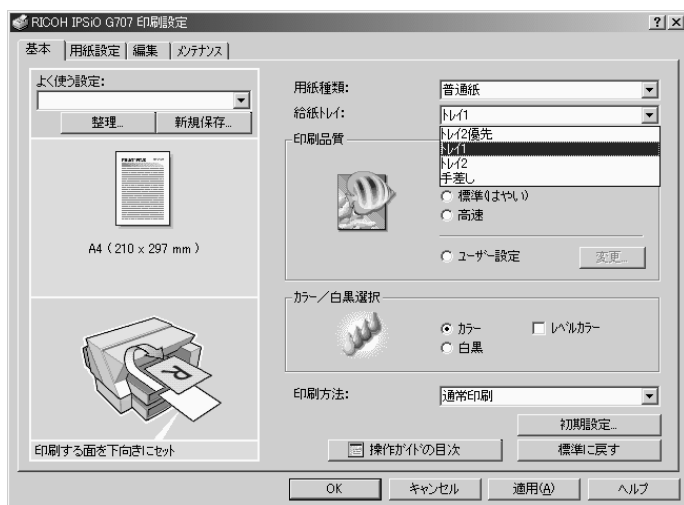 RICOH IPSiO G707 印刷設定
基本 用紙設定 編集 メンテナンス
よく使う設定:
整理... 新規保存...
A4 ( 210 x 297 mm )
印刷する面を下向きにセット
用紙種類: 普通紙
給紙トレイ: トレイ1
トレイ2優先
トレイ1
トレイ2
手差し
印刷品質
標準(はやい)
高速
ユーザー設定 変更...
カラー/白黒選択
カラー レベルカラー
白黒
印刷方法: 通常印刷
初期設定...
操作ガイドの目次 標準に戻す
OK キャンセル 適用(A) ヘルプ